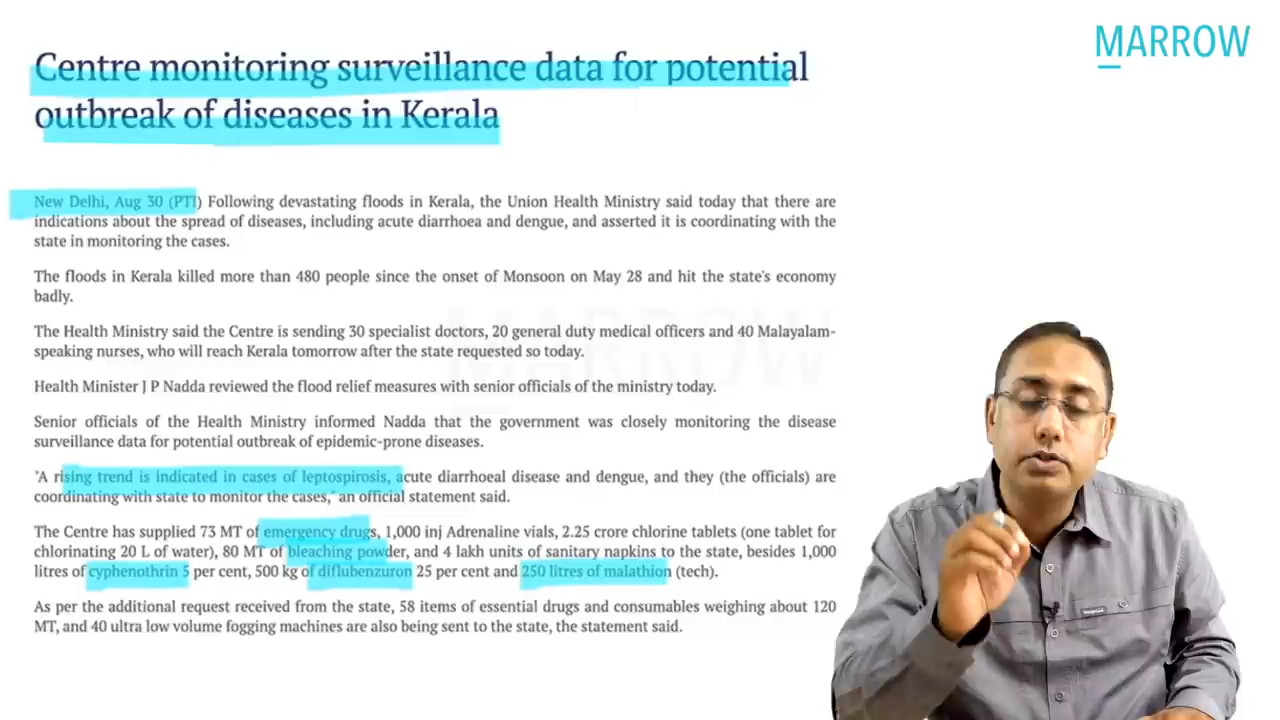 MARROW
Centre monitoring surveillance data for potential
outbreak of diseases in Kerala
New Delhi, Aug 30 (PTI) Following devastating floods in Kerala, the Union Health Ministry said today that there are
indications about the spread of diseases, including acute diarrhoea and dengue, and asserted it is coordinating with the
state in monitoring the cases.
The floods in Kerala killed more than 480 people since the onset of Monsoon on May 28 and hit the state's economy
badly.
The Health Ministry said the Centre is sending 30 specialist doctors, 20 general duty medical officers and 40 Malayalam-
speaking nurses, who will reach Kerala tomorrow after the state requested so today.
Health Minister J P Nadda reviewed the flood relief measures with senior officials of the ministry today.
Senior officials of the Health Ministry informed Nadda that the government was closely monitoring the disease
surveillance data for potential outbreak of epidemic-prone diseases.
"A rising trend is indicated in cases of leptospirosis, acute diarrhoeal disease and dengue, and they (the officials) are
coordinating with state to monitor the cases," an official statement said.
The Centre has supplied 73 MT of emergency drugs, 1,000 inj Adrenaline vials, 2.25 crore chlorine tablets (one tablet for
chlorinating 20 L of water), 80 MT of bleaching powder, and 4 lakh units of sanitary napkins to the state, besides 1,000
litres of cyphenothrin 5 per cent, 500 kg of diflubenzuron 25 per cent and 250 litres of malathion (tech).
As per the additional request received from the state, 58 items of essential drugs and consumables weighing about 120
MT, and 40 ultra low volume fogging machines are also being sent to the state, the statement said.
MARROW